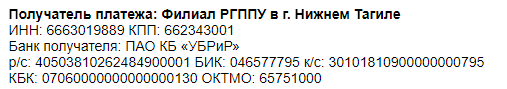 Получатель платежа: Филиал РГППУ в г. Нижнем Тагиле
ИНН: 6663019889 КПП: 662343001
Банк получателя: ПАО КБ «УБРиР»
р/с: 40503810262484900001 БИК: 046577795 к/с: 30101810900000000795
КБК: 07060000000000000130 ОКТМО: 65751000